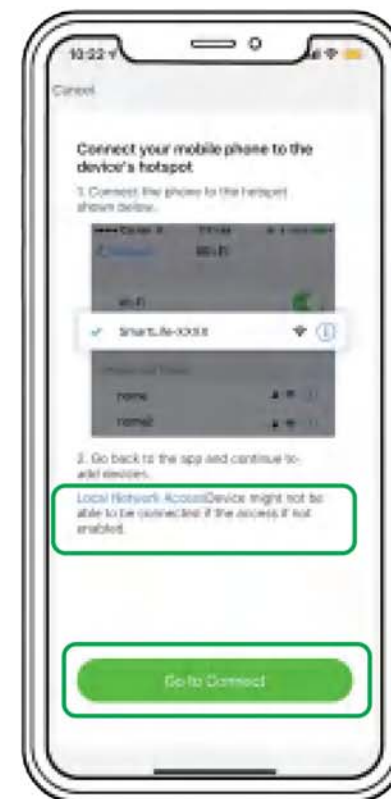 10:22
Cancel
Connect your mobile phone to the
device's hotspot
1. Connect the phone to the hotspot
shown below.
Wi-Fi
Wi-Fi
SmartLife-XXXX
name
name2
2. Go back to the app and continue to
add devices.
Local Network AccessDevice might not be
able to be connected if the access if not
enabled.
Go to Connect